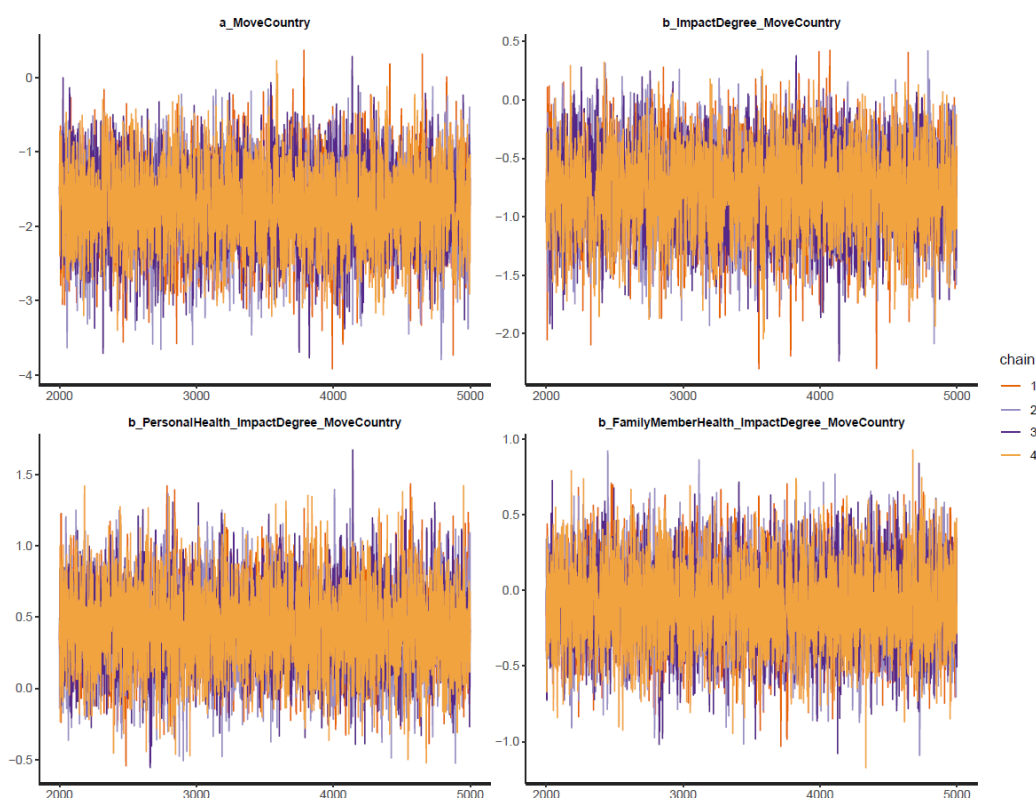 a_MoveCountry
0
−1
−2
−3
−4
2000 3000 4000 5000
b_ImpactDegree_MoveCountry
0.5
0.0
−0.5
−1.0
−1.5
−2.0
2000 3000 4000 5000
b_PersonalHealth_ImpactDegree_MoveCountry
1.5
1.0
0.5
0.0
−0.5
2000 3000 4000 5000
b_FamilyMemberHealth_ImpactDegree_MoveCountry
1.0
0.5
0.0
−0.5
−1.0
2000 3000 4000 5000
chain
1
2
3
4